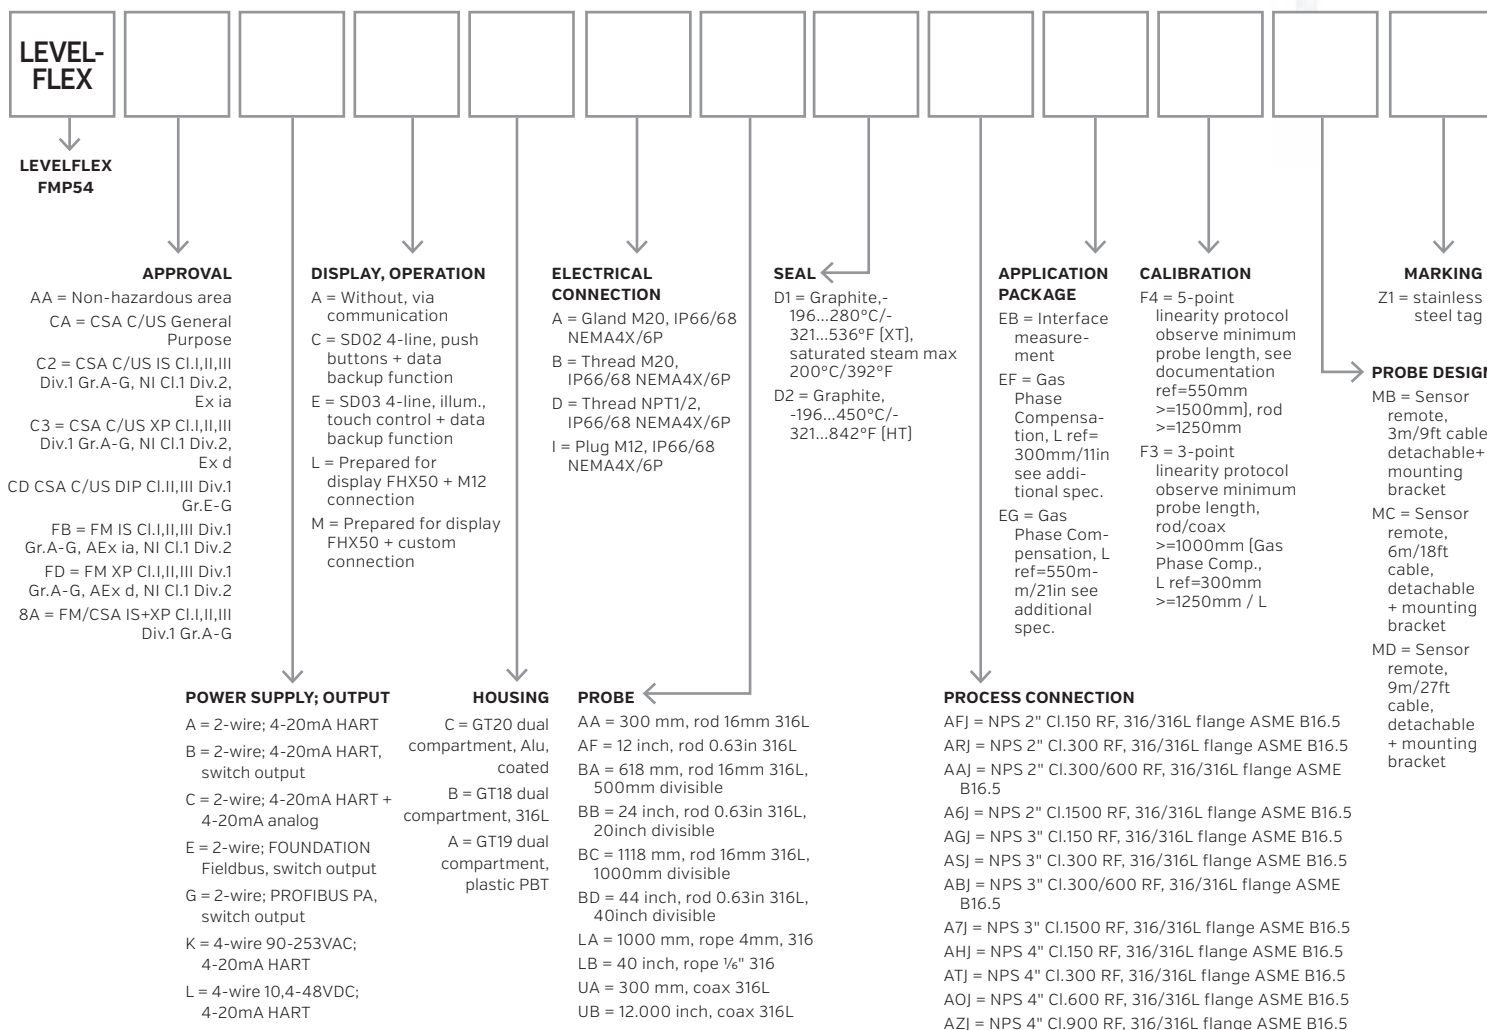 LEVEL-
FLEX
LEVELFLEX
FMP54
APPROVAL
AA = Non-hazardous area
CA = CSA C/US General
Purpose
C2 = CSA C/US IS Cl.I,II,III
Div.1 Gr.A-G, NI Cl.1 Div.2,
Ex ia
C3 = CSA C/US XP Cl.I,II,III
Div.1 Gr.A-G, NI Cl.1 Div.2,
Ex d
CD CSA C/US DIP Cl.II,III Div.1
Gr.E-G
FB = FM IS Cl.I,II,III Div.1
Gr.A-G, AEx ia, NI Cl.1 Div.2
FD = FM XP Cl.I,II,III Div.1
Gr.A-G, AEx d, NI Cl.1 Div.2
8A = FM/CSA IS+XP Cl.I,II,III
Div.1 Gr.A-G
DISPLAY, OPERATION
A = Without, via
communication
C = SD02 4-line, push
buttons + data
backup function
E = SD03 4-line, illum.,
touch control + data
backup function
L = Prepared for
display FHX50 + M12
connection
M = Prepared for display
FHX50 + custom
connection
ELECTRICAL
CONNECTION
A = Gland M20, IP66/68
NEMA4X/6P
B = Thread M20,
IP66/68 NEMA4X/6P
D = Thread NPT1/2,
IP66/68 NEMA4X/6P
I = Plug M12, IP66/68
NEMA4X/6P
SEAL
D1 = Graphite,-
196...280°C/-
321...536°F [XT],
saturated steam max
200°C/392°F
D2 = Graphite,
-196...450°C/-
321...842°F [HT]
APPLICATION
PACKAGE
EB = Interface
measure-
ment
EF = Gas
Phase
Compensa-
tion, L ref=
300mm/11in
see addi-
tional spec.
EG = Gas
Phase Com-
pensation, L
ref=550m-
m/21in see
additional
spec.
CALIBRATION
F4 = 5-point
linearity protocol
observe minimum
probe length, see
documentation
ref=550mm
>=1500mm], rod
>=1250mm
F3 = 3-point
linearity protocol
observe minimum
probe length,
rod/coax
>=1000mm [Gas
Phase Comp.,
L ref=300mm
>=1250mm / L
MARKING
Z1 = stainless
steel tag
PROBE DESIGN
MB = Sensor
remote,
3m/9ft cable
detachable+
mounting
bracket
MC = Sensor
remote,
6m/18ft
cable,
detachable
+ mounting
bracket
MD = Sensor
remote,
9m/27ft
cable,
detachable
+ mounting
bracket
POWER SUPPLY; OUTPUT
A = 2-wire; 4-20mA HART
B = 2-wire; 4-20mA HART,
switch output
C = 2-wire; 4-20mA HART +
4-20mA analog
E = 2-wire; FOUNDATION
Fieldbus, switch output
G = 2-wire; PROFIBUS PA,
switch output
K = 4-wire 90-253VAC;
4-20mA HART
L = 4-wire 10,4-48VDC;
4-20mA HART
HOUSING
C = GT20 dual
compartment, Alu,
coated
B = GT18 dual
compartment, 316L
A = GT19 dual
compartment,
plastic PBT
PROBE
AA = 300 mm, rod 16mm 316L
AF = 12 inch, rod 0.63in 316L
BA = 618 mm, rod 16mm 316L,
500mm divisible
BB = 24 inch, rod 0.63in 316L,
20inch divisible
BC = 1118 mm, rod 16mm 316L,
1000mm divisible
BD = 44 inch, rod 0.63in 316L,
40inch divisible
LA = 1000 mm, rope 4mm, 316
LB = 40 inch, rope ⅙" 316
UA = 300 mm, coax 316L
UB = 12.000 inch, coax 316L
PROCESS CONNECTION
AFJ = NPS 2" Cl.150 RF, 316/316L flange ASME B16.5
ARJ = NPS 2" Cl.300 RF, 316/316L flange ASME B16.5
AAJ = NPS 2" Cl.300/600 RF, 316/316L flange ASME
B16.5
A6J = NPS 2" Cl.1500 RF, 316/316L flange ASME B16.5
AGJ = NPS 3" Cl.150 RF, 316/316L flange ASME B16.5
ASJ = NPS 3" Cl.300 RF, 316/316L flange ASME B16.5
ABJ = NPS 3" Cl.300/600 RF, 316/316L flange ASME
B16.5
A7J = NPS 3" Cl.1500 RF, 316/316L flange ASME B16.5
AHJ = NPS 4" Cl.150 RF, 316/316L flange ASME B16.5
ATJ = NPS 4" Cl.300 RF, 316/316L flange ASME B16.5
AOJ = NPS 4" Cl.600 RF, 316/316L flange ASME B16.5
AZJ = NPS 4" Cl.900 RF, 316/316L flange ASME B16.5